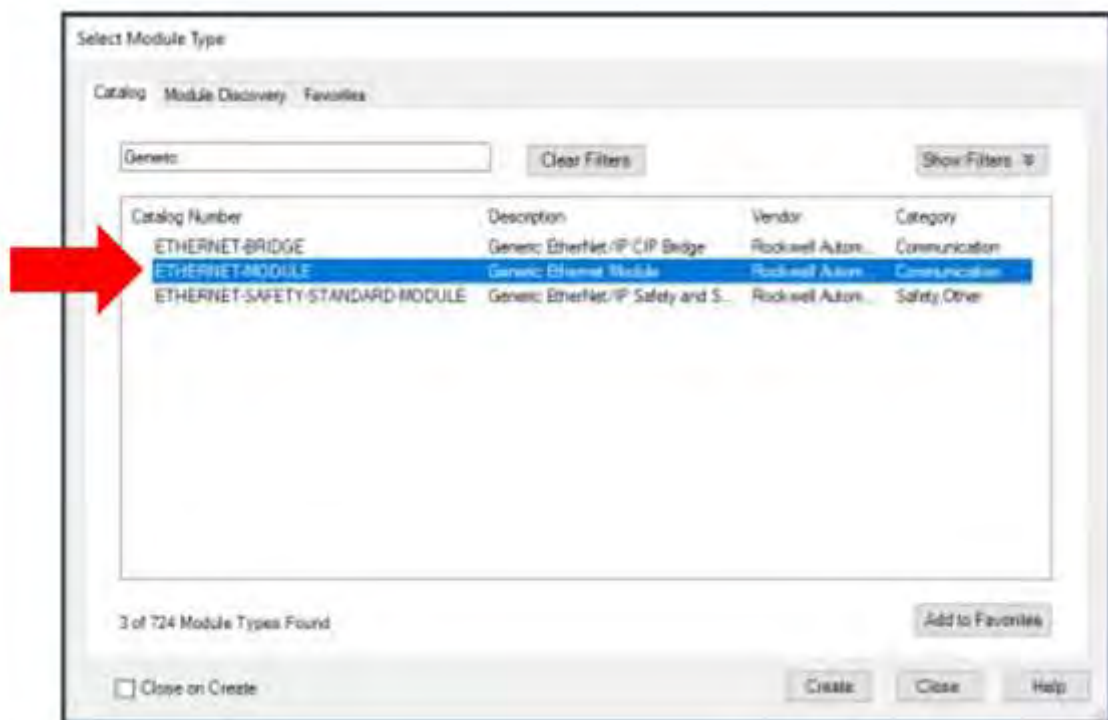 Select Module Type
Catalog Module Discovery Favorites
Generic Clear Filters Show Filters
Catalog Number Description Vendor Category
ETHERNET-BRIDGE Generic EtherNet/IP CIP Bridge Rockwell Autom... Communication
ETHERNET-MODULE Generic Ethernet Module Rockwell Autom... Communication
ETHERNET-SAFETY-STANDARD-MODULE Generic EtherNet/IP Safety and S... Rockwell Autom... Safety,Other
3 of 724 Module Types Found Add to Favorites
Close on Create Create Close Help